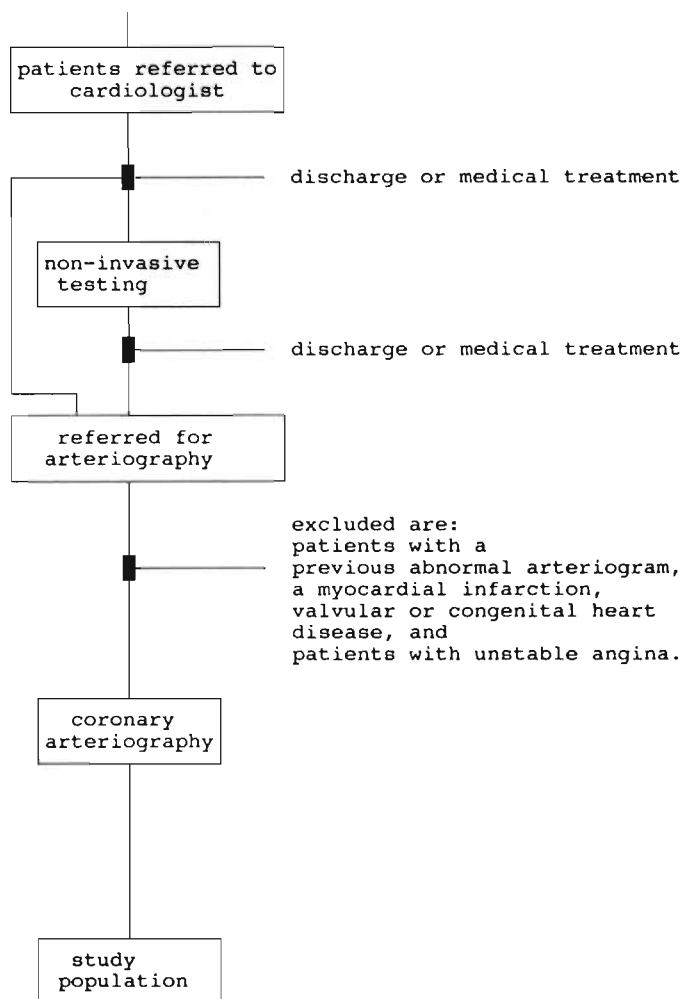 patients referred to
cardiologist
discharge or medical treatment
non-invasive
testing
discharge or medical treatment
referred for
arteriography
excluded are:
patients with a
previous abnormal arteriogram,
a myocardial infarction,
valvular or congenital heart
disease, and
patients with unstable angina.
coronary
arteriography
study
population